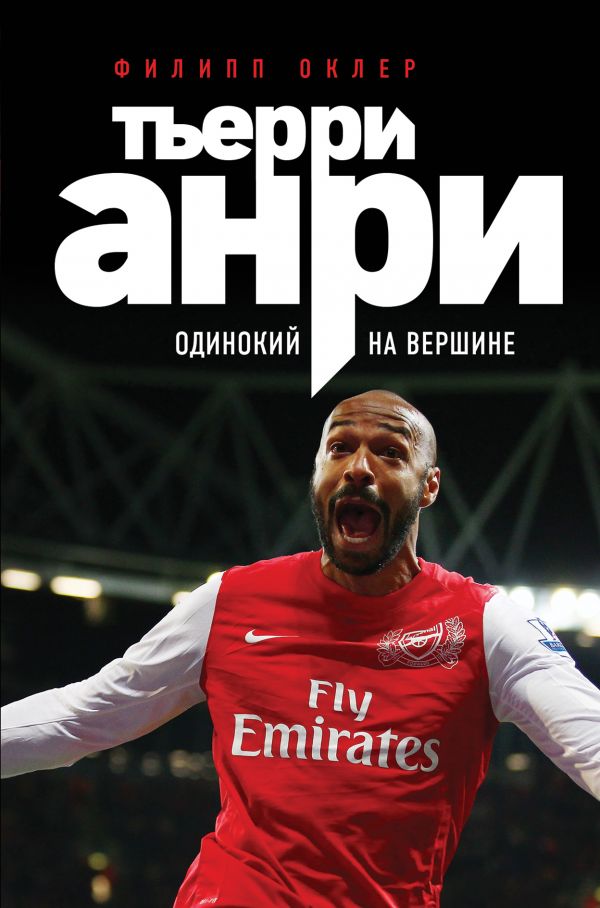 ФИЛИПП ОКЛЕР
тьерри
анри
ОДИНОКИЙ НА ВЕРШИНЕ
Fly
Emirates